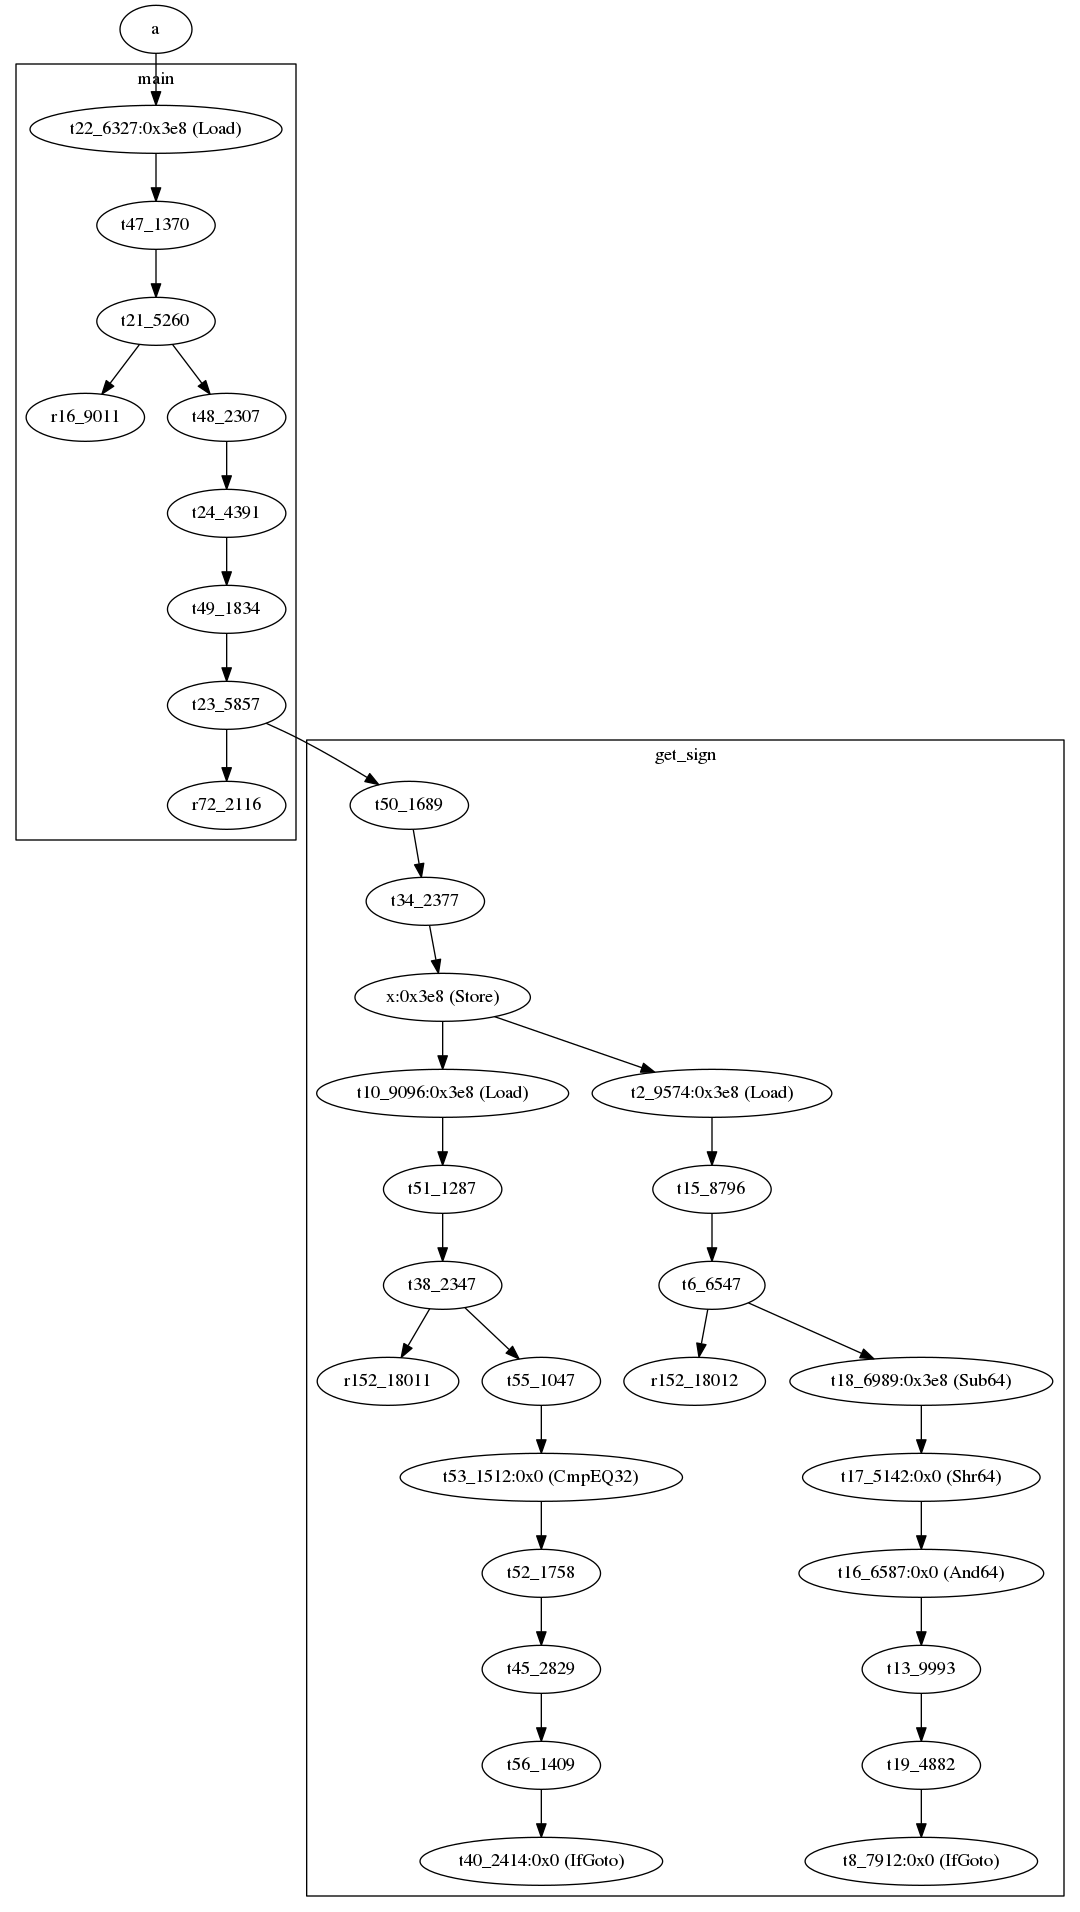 a
main
t22_6327:0x3e8 (Load)
t47_1370
t21_5260
r16_9011
t48_2307
t24_4391
t49_1834
t23_5857
r72_2116
get_sign
t50_1689
t34_2377
x:0x3e8 (Store)
t10_9096:0x3e8 (Load)
t2_9574:0x3e8 (Load)
t51_1287
t15_8796
t38_2347
t6_6547
r152_18011
t55_1047
r152_18012
t18_6989:0x3e8 (Sub64)
t53_1512:0x0 (CmpEQ32)
t17_5142:0x0 (Shr64)
t52_1758
t16_6587:0x0 (And64)
t45_2829
t13_9993
t56_1409
t19_4882
t40_2414:0x0 (IfGoto)
t8_7912:0x0 (IfGoto)